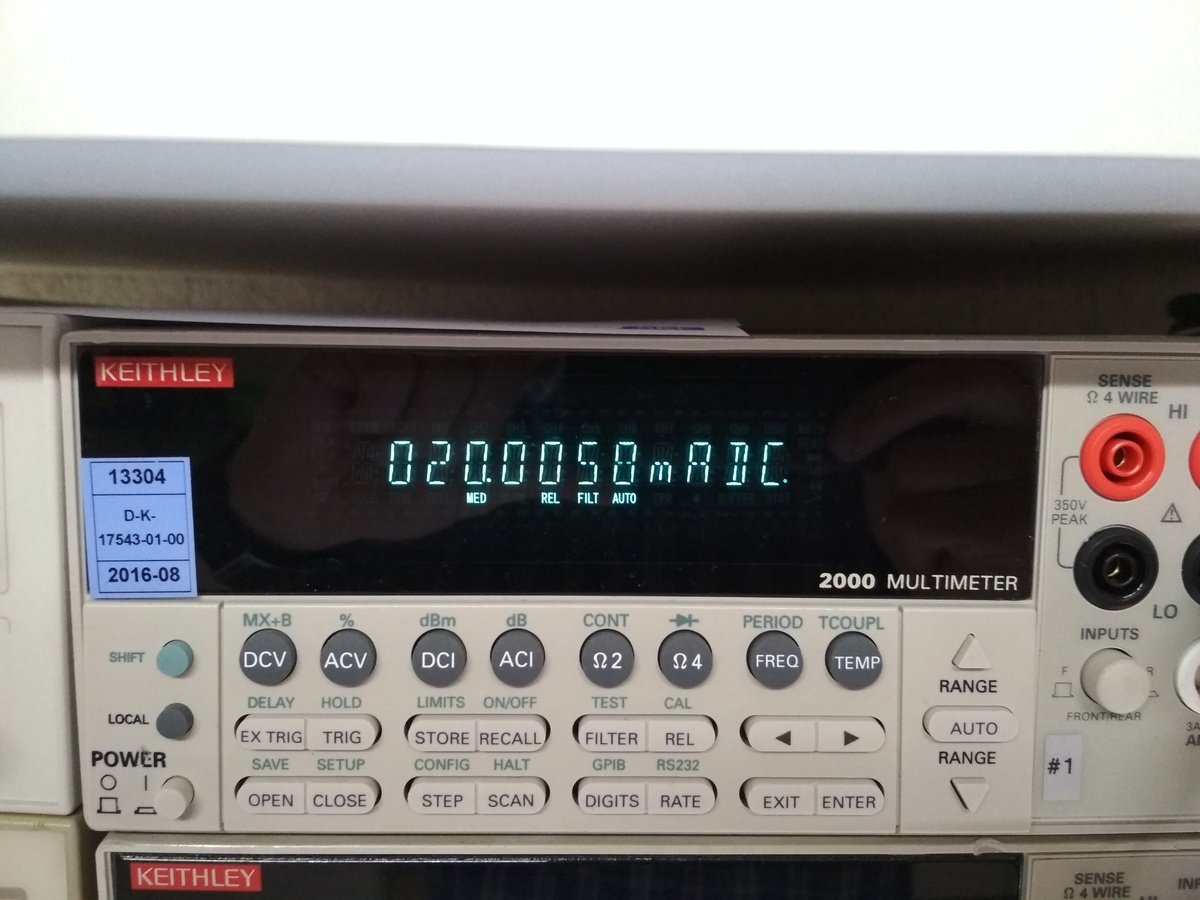 KEITHLEY
020.0058mADC.
MED REL FILT AUTO
13304
D-K-
17543-01-00
2016-08
2000 MULTIMETER
SENSE
Ω 4 WIRE
HI
350V
PEAK
LO
INPUTS
F R
FRONT/REAR
#1
MX+B % dBm dB CONT PERIOD TCOUPL
SHIFT DCV ACV DCI ACI Ω2 Ω4 FREQ TEMP
DELAY HOLD LIMITS ON/OFF TEST CAL
RANGE
LOCAL EX TRIG TRIG STORE RECALL FILTER REL AUTO
POWER SAVE SETUP CONFIG HALT GPIB RS232
RANGE
OPEN CLOSE STEP SCAN DIGITS RATE EXIT ENTER
KEITHLEY
SENSE
Ω 4 WIRE